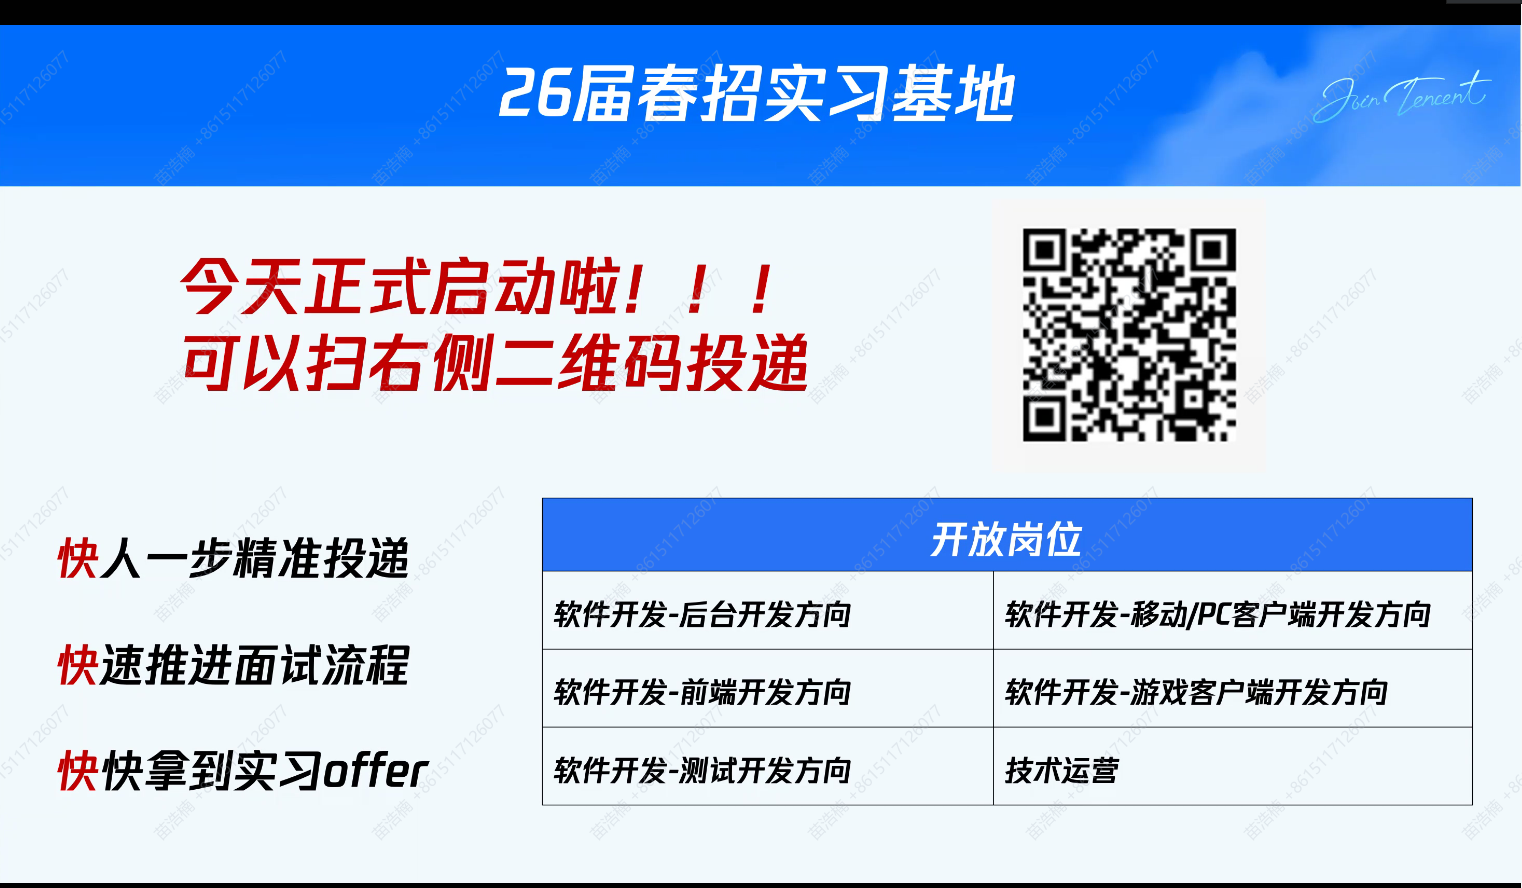 26届春招实习基地
Join Tencent
今天正式启动啦！！！
可以扫右侧二维码投递
快人一步精准投递
快速推进面试流程
快快拿到实习offer
开放岗位
软件开发-后台开发方向
软件开发-移动/PC客户端开发方向
软件开发-前端开发方向
软件开发-游戏客户端开发方向
软件开发-测试开发方向
技术运营
苗浩楠 +8615117126077